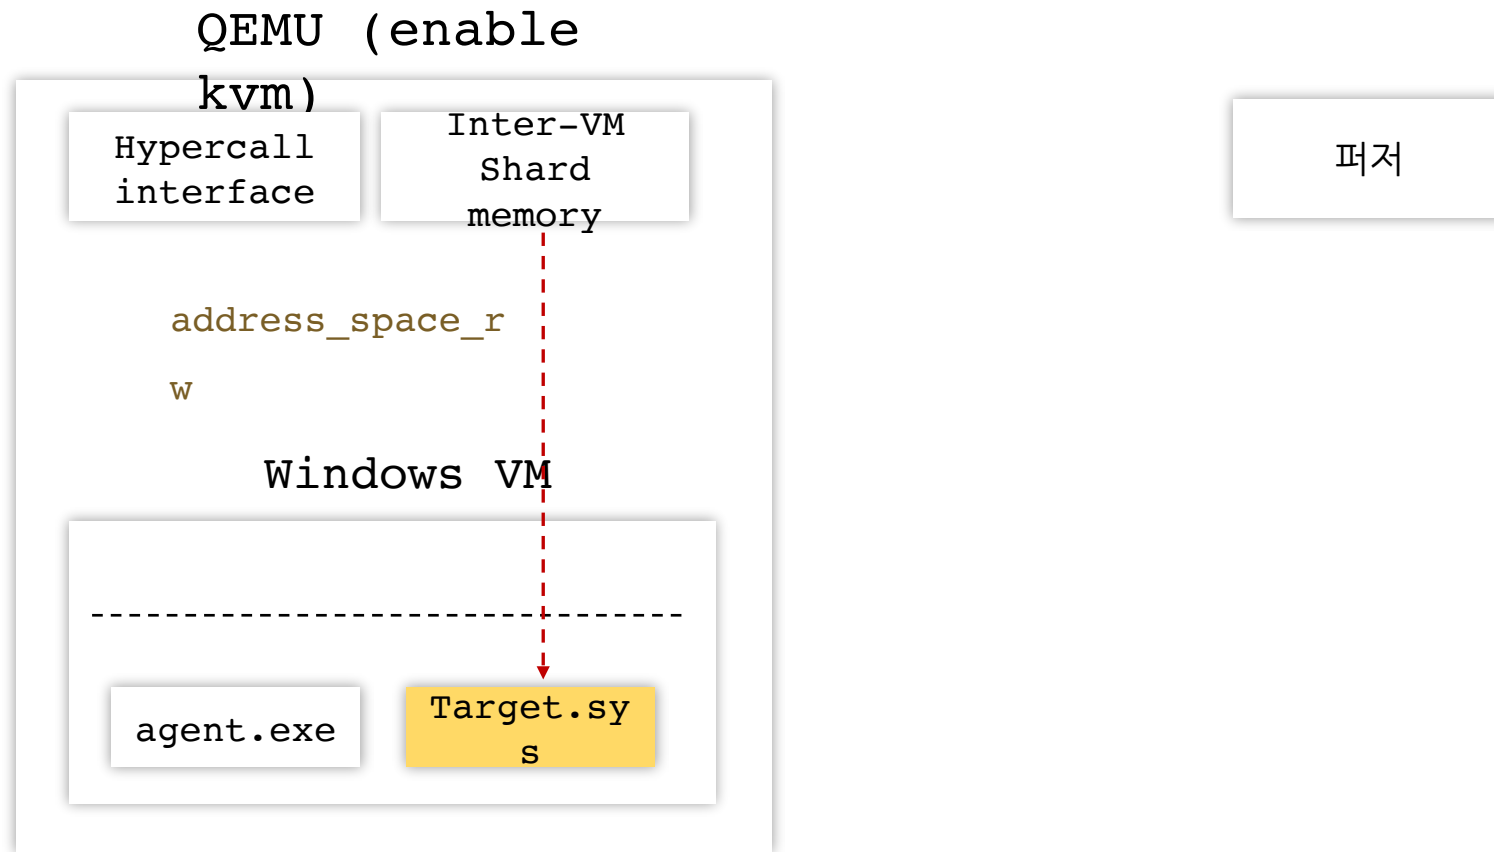 QEMU (enable
kvm)
Hypercall
interface
Inter-VM
Shard
memory
퍼저
address_space_r
w
Windows VM
agent.exe
Target.sy
s